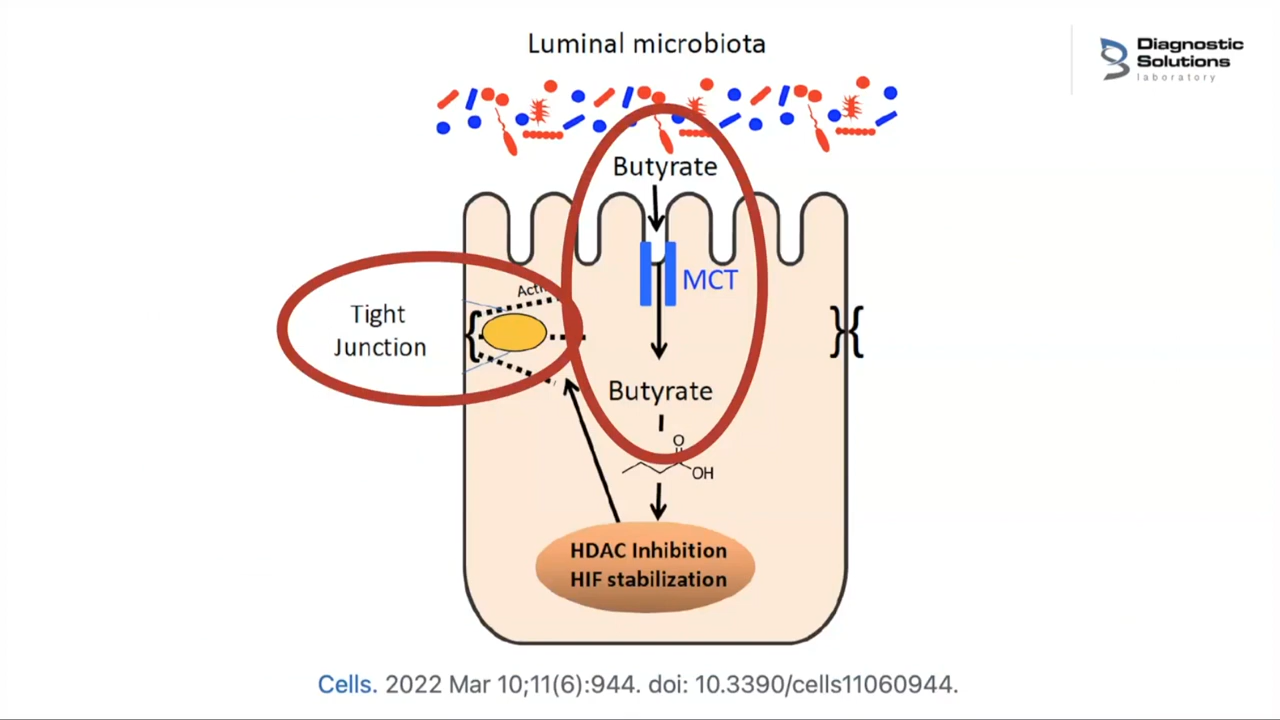 Luminal microbiota
Diagnostic
Solutions
laboratory
Butyrate
MCT
Tight
Junction
Butyrate
O
OH
HDAC Inhibition
HIF stabilization
Cells. 2022 Mar 10;11(6):944. doi: 10.3390/cells11060944.